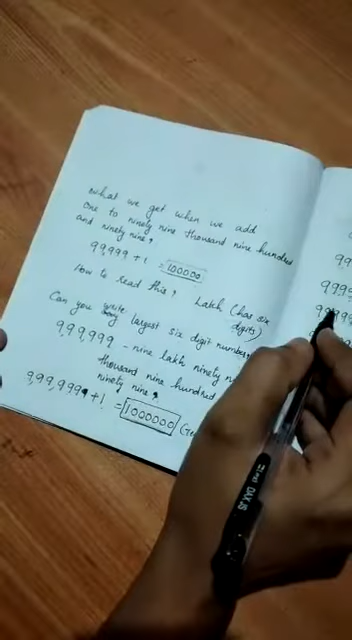 What we get when we add
one to ninety nine thousand nine hundred
and ninety nine?
99999 + 1 = 100000
How to read this? Lakh (has six
digits)
Can you write largest six digit number?
9,99,999 - nine lakh ninety
thousand nine hundred
ninety nine
9,99,999 + 1 = 1000000
999